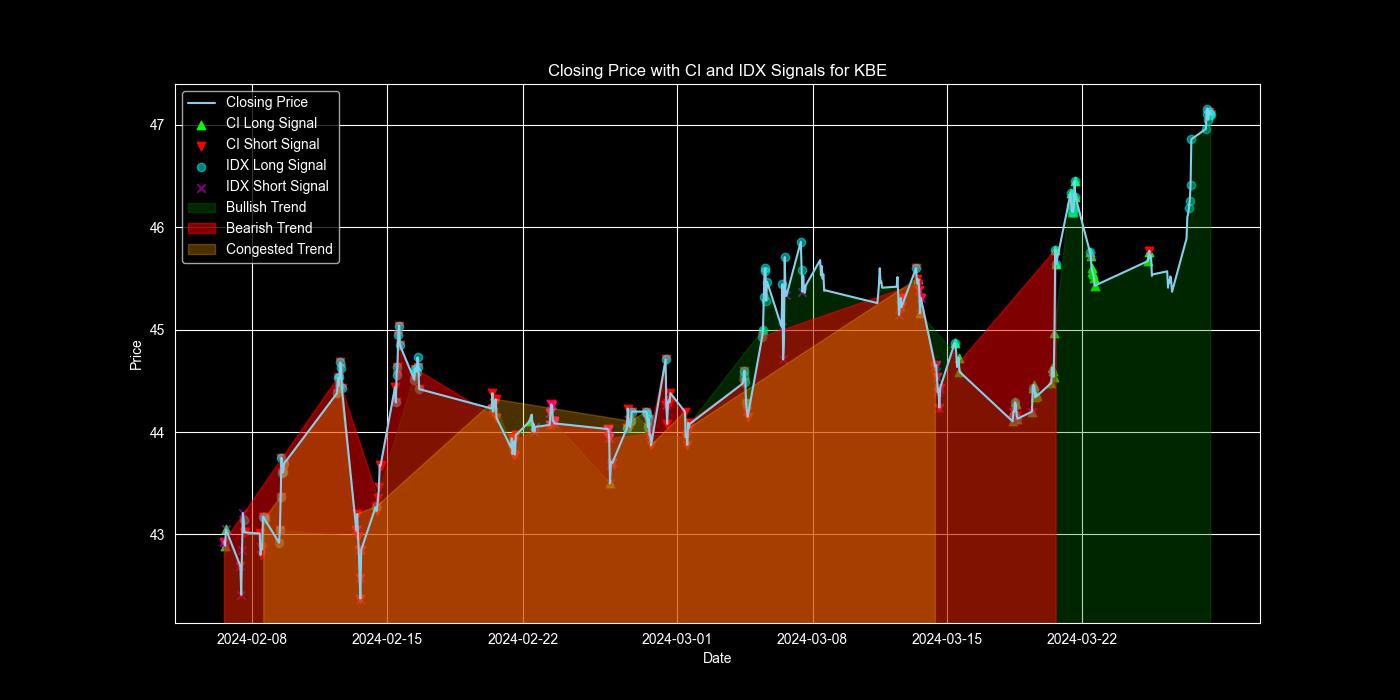 Closing Price with CI and IDX Signals for KBE
Closing Price
CI Long Signal
CI Short Signal
IDX Long Signal
IDX Short Signal
Bullish Trend
Bearish Trend
Congested Trend
47
46
45
44
43
Price
2024-02-08
2024-02-15
2024-02-22
2024-03-01
2024-03-08
2024-03-15
2024-03-22
Date